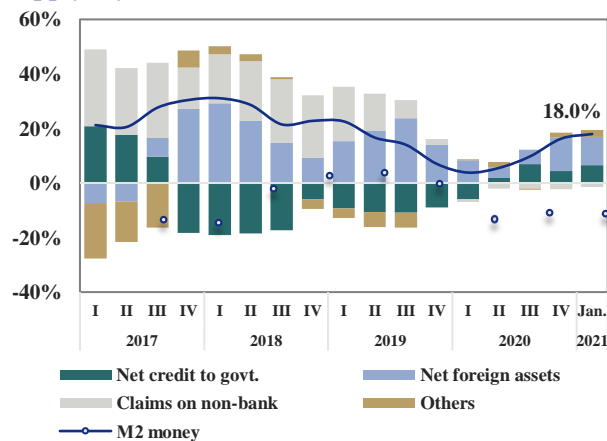 60%
40%
18.0%
20%
0%
-20%
-40%
I II III IV I II III IV I II III IV I II III IV Jan.
2017 2018 2019 2020 2021
Net credit to govt. Net foreign assets
Claims on non-bank Others
M2 money